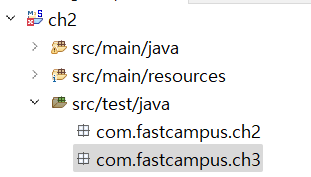 ch2
src/main/java
src/main/resources
src/test/java
com.fastcampus.ch2
com.fastcampus.ch3